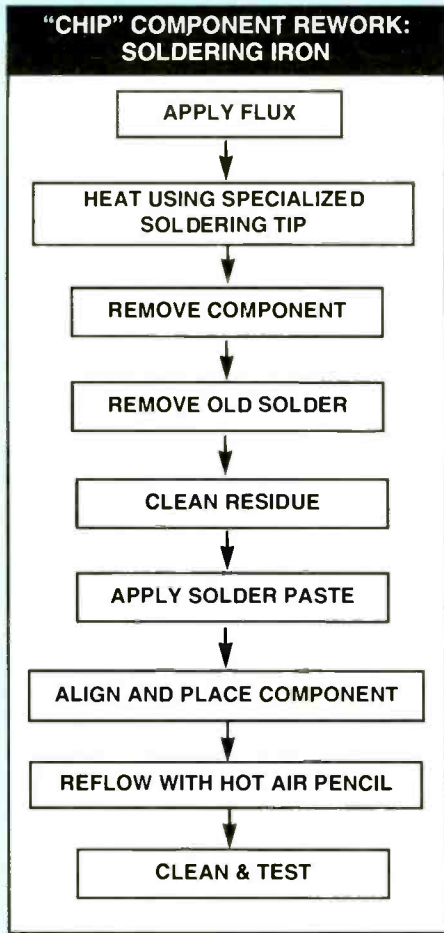 “CHIP” COMPONENT REWORK:
SOLDERING IRON
APPLY FLUX
HEAT USING SPECIALIZED
SOLDERING TIP
REMOVE COMPONENT
REMOVE OLD SOLDER
CLEAN RESIDUE
APPLY SOLDER PASTE
ALIGN AND PLACE COMPONENT
REFLOW WITH HOT AIR PENCIL
CLEAN & TEST